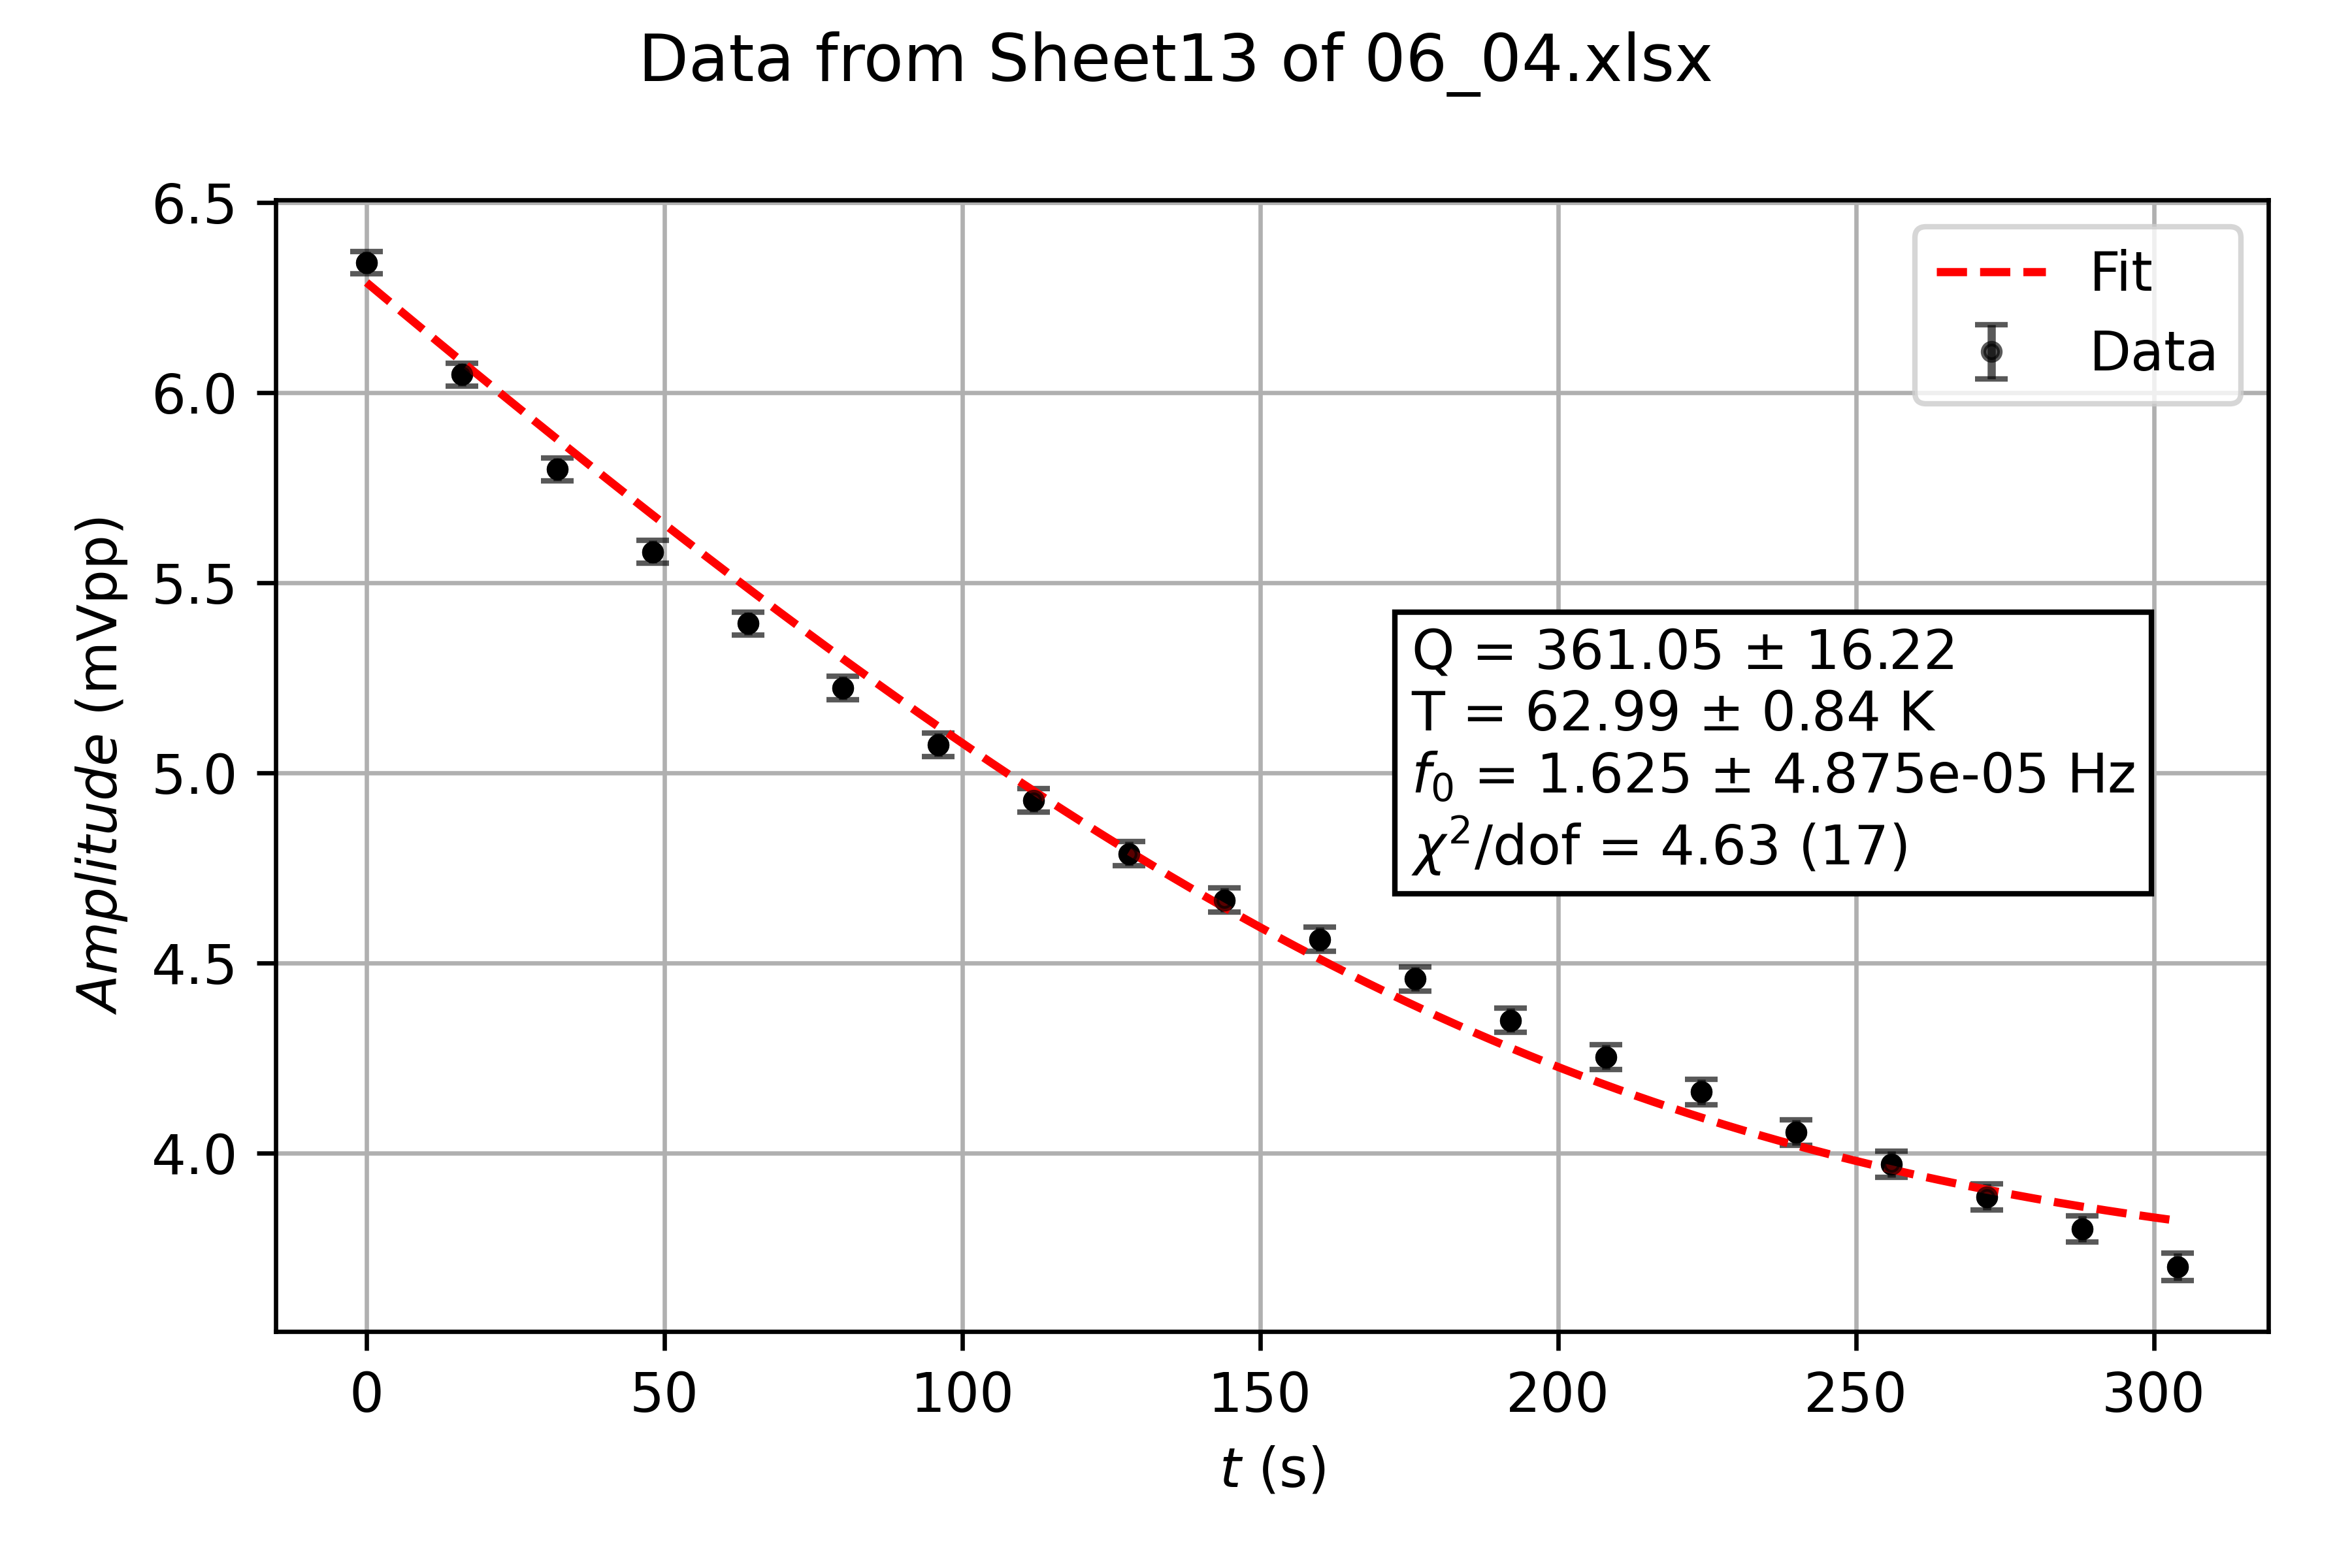 Data from Sheet13 of 06_04.xlsx
6.5
6.0
5.5
5.0
4.5
4.0
Amplitude (mVpp)
Fit
Data
Q = 361.05 ± 16.22
T = 62.99 ± 0.84 K
f₀ = 1.625 ± 4.875e-05 Hz
χ²/dof = 4.63 (17)
0 50 100 150 200 250 300
t (s)